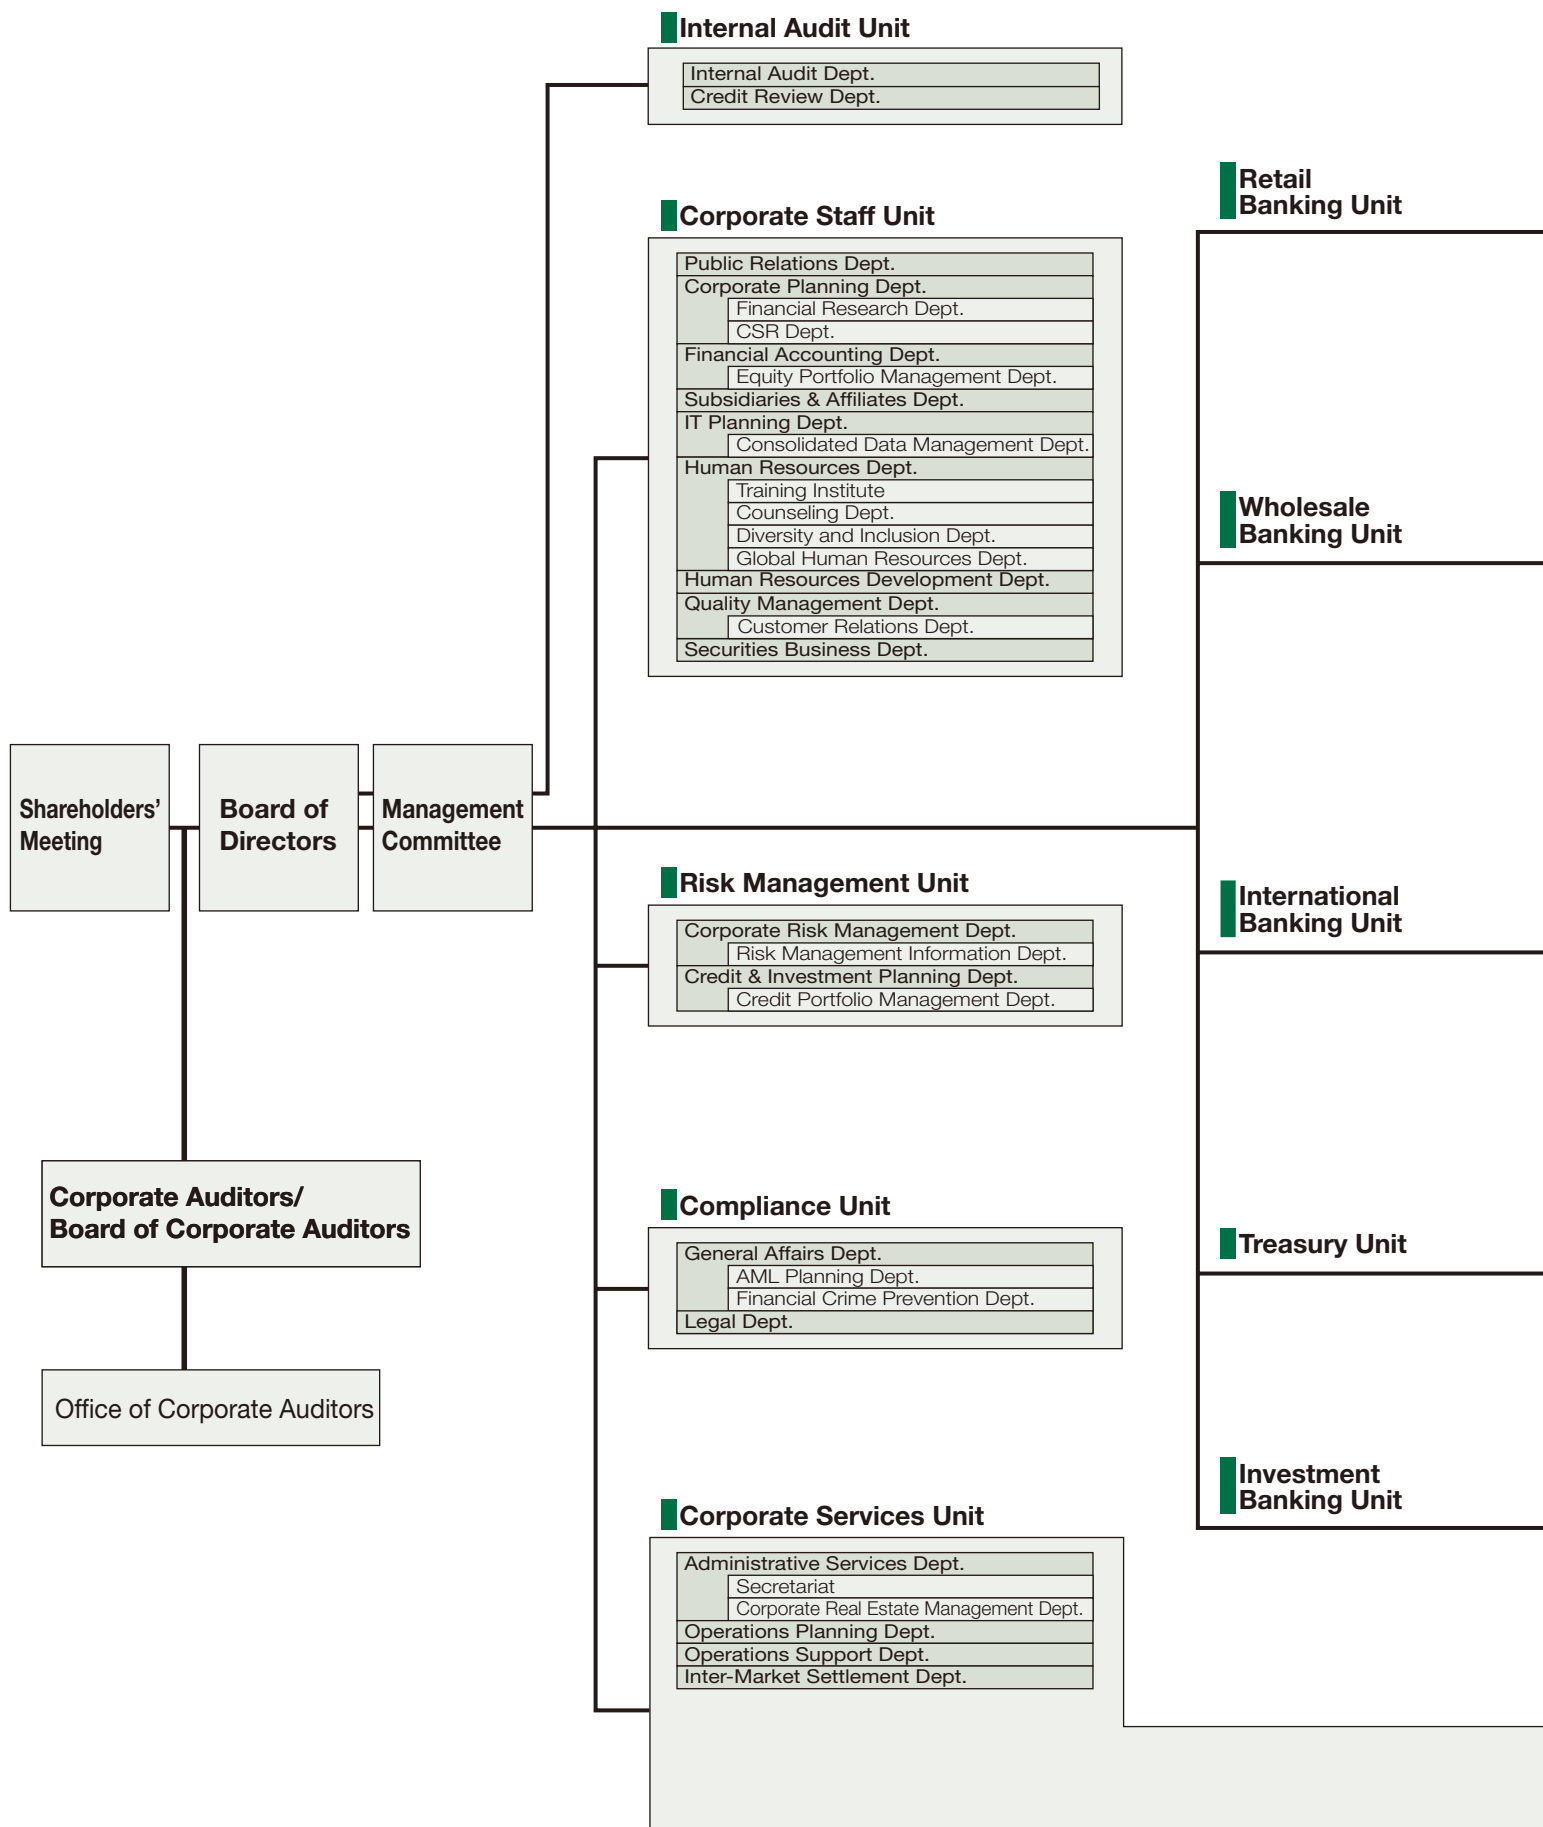 Internal Audit Unit
Internal Audit Dept.
Credit Review Dept.
Corporate Staff Unit
Public Relations Dept.
Corporate Planning Dept.
Financial Research Dept.
CSR Dept.
Financial Accounting Dept.
Equity Portfolio Management Dept.
Subsidiaries & Affiliates Dept.
IT Planning Dept.
Consolidated Data Management Dept.
Human Resources Dept.
Training Institute
Counseling Dept.
Diversity and Inclusion Dept.
Global Human Resources Dept.
Human Resources Development Dept.
Quality Management Dept.
Customer Relations Dept.
Securities Business Dept.
Shareholders’
Meeting
Board of
Directors
Management
Committee
Corporate Auditors/
Board of Corporate Auditors
Office of Corporate Auditors
Risk Management Unit
Corporate Risk Management Dept.
Risk Management Information Dept.
Credit & Investment Planning Dept.
Credit Portfolio Management Dept.
Compliance Unit
General Affairs Dept.
AML Planning Dept.
Financial Crime Prevention Dept.
Legal Dept.
Corporate Services Unit
Administrative Services Dept.
Secretariat
Corporate Real Estate Management Dept.
Operations Planning Dept.
Operations Support Dept.
Inter-Market Settlement Dept.
Retail
Banking Unit
Wholesale
Banking Unit
International
Banking Unit
Treasury Unit
Investment
Banking Unit